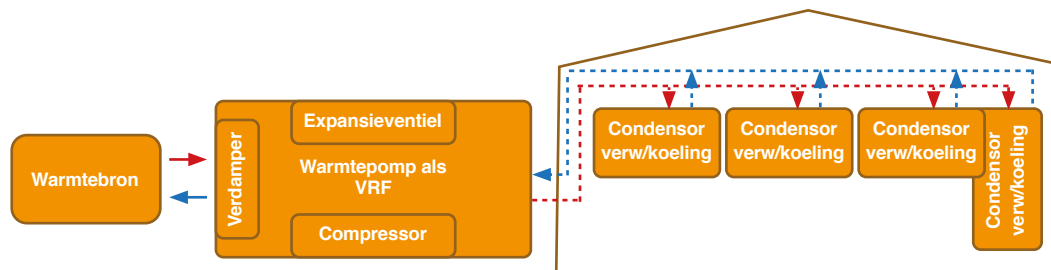 Warmtebron
Verdamper
Expansieventiel
Warmtepomp als
VRF
Compressor
Condensor
verw/koeling
Condensor
verw/koeling
Condensor
verw/koeling
Condensor
verw/koeling